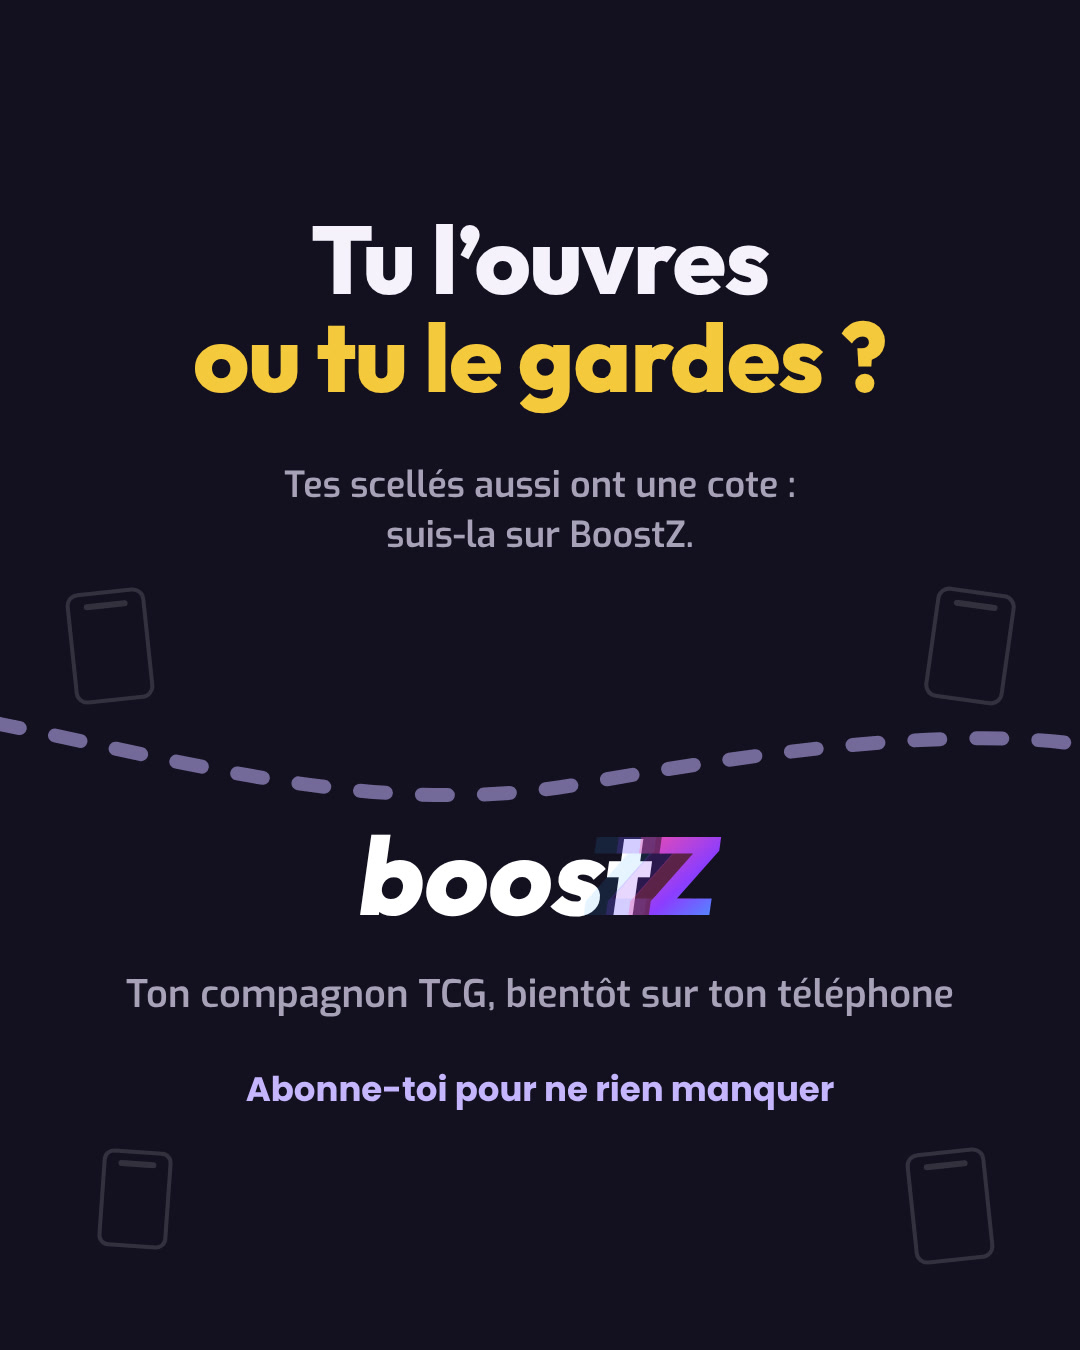 Tu l’ouvres
ou tu le gardes ?
Tes scellés aussi ont une cote :
suis-la sur BoostZ.
boostZ
Ton compagnon TCG, bientôt sur ton téléphone
Abonne-toi pour ne rien manquer